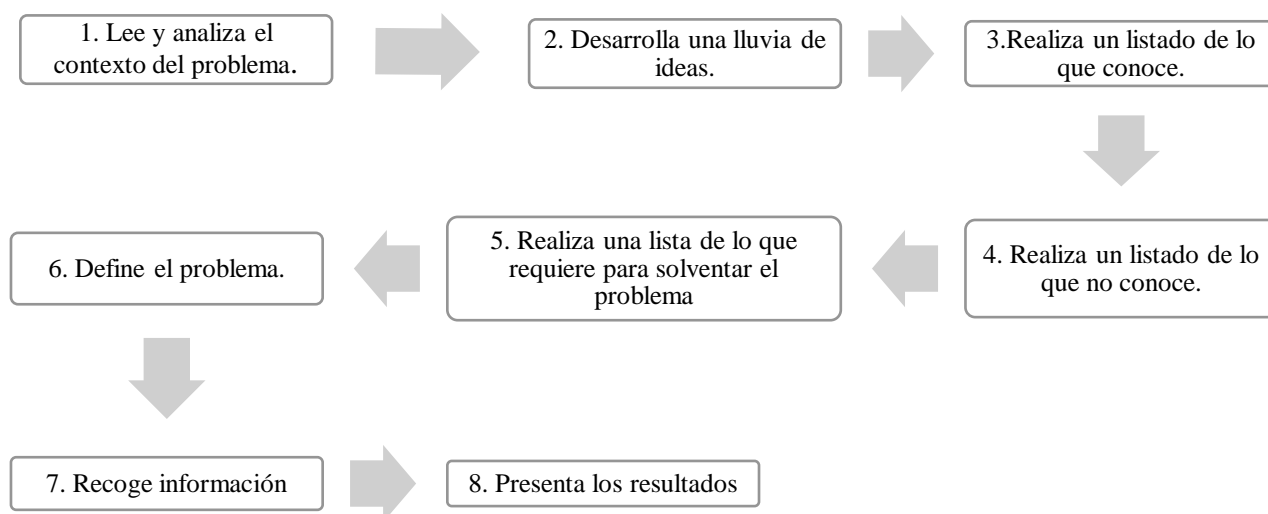 1. Lee y analiza el
contexto del problema.
2. Desarrolla una lluvia de
ideas.
3.Realiza un listado de lo
que conoce.
4. Realiza un listado de lo
que no conoce.
5. Realiza una lista de lo que
requiere para solventar el
problema
6. Define el problema.
7. Recoge información
8. Presenta los resultados